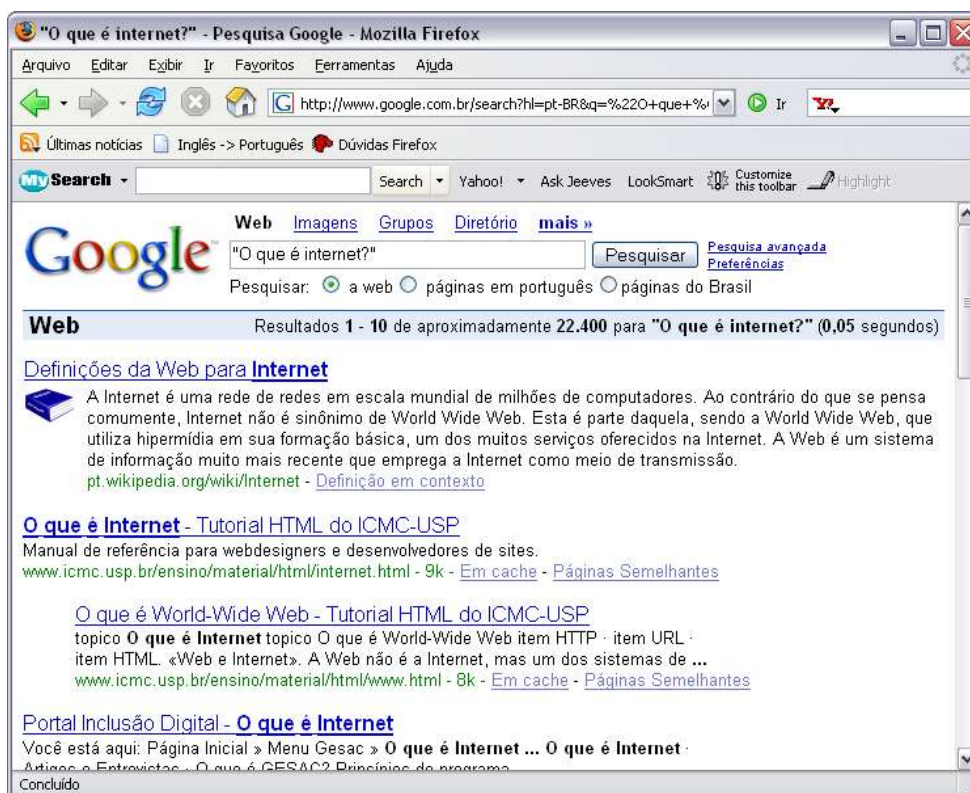 "O que é internet?" - Pesquisa Google - Mozilla Firefox
Arquivo Editar Exibir Ir Favoritos Ferramentas Ajuda
http://www.google.com.br/search?hl=pt-BR&q=%22O+que+% Ir
Últimas notícias Inglês -> Português Dúvidas Firefox
My Search Search Yahoo! Ask Jeeves LookSmart Customize this toolbar Highlight
Web Imagens Grupos Diretório mais »
Google
"O que é internet?" Pesquisar Pesquisa avançada
Preferências
Pesquisar: a web páginas em português páginas do Brasil
Web Resultados 1 - 10 de aproximadamente 22.400 para "O que é internet?" (0,05 segundos)
Definições da Web para Internet
A Internet é uma rede de redes em escala mundial de milhões de computadores. Ao contrário do que se pensa
comumente, Internet não é sinônimo de World Wide Web. Esta é parte daquela, sendo a World Wide Web, que
utiliza hipermídia em sua formação básica, um dos muitos serviços oferecidos na Internet. A Web é um sistema
de informação muito mais recente que emprega a Internet como meio de transmissão.
pt.wikipedia.org/wiki/Internet - Definição em contexto
O que é Internet - Tutorial HTML do ICMC-USP
Manual de referência para webdesigners e desenvolvedores de sites.
www.icmc.usp.br/ensino/material/html/internet.html - 9k - Em cache - Páginas Semelhantes
O que é World-Wide Web - Tutorial HTML do ICMC-USP
topico O que é Internet topico O que é World-Wide Web item HTTP · item URL ·
item HTML. «Web e Internet». A Web não é a Internet, mas um dos sistemas de ...
www.icmc.usp.br/ensino/material/html/www.html - 8k - Em cache - Páginas Semelhantes
Portal Inclusão Digital - O que é Internet
Você está aqui: Página Inicial » Menu Gesac » O que é Internet ... O que é Internet ·
Artigos e Entrevistas · O que é GESAC? Princípios do programa
Concluído